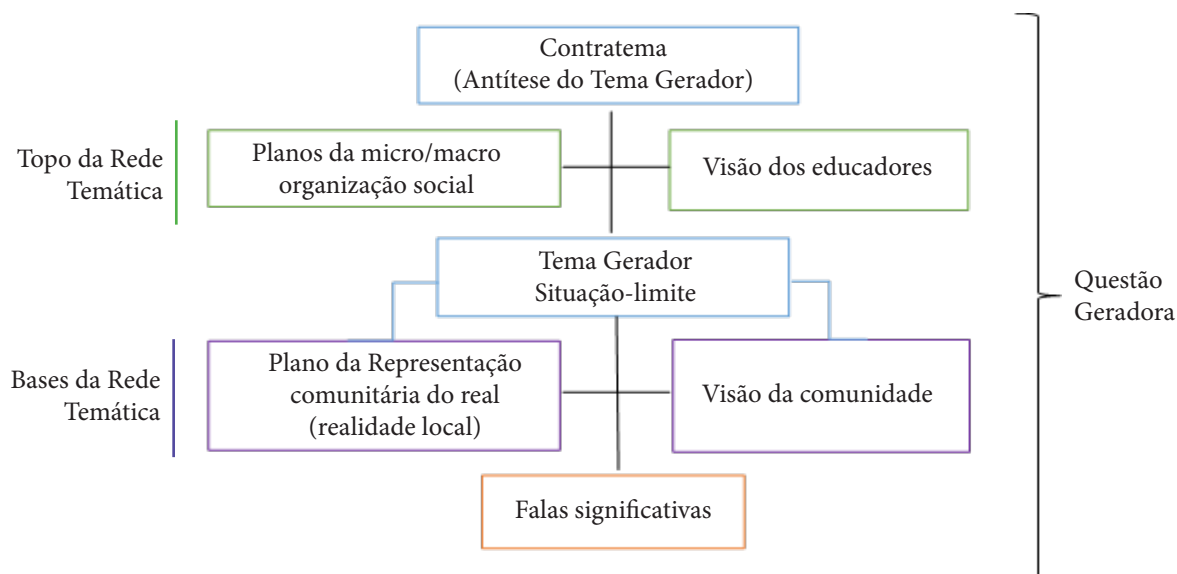 Contratema
(Antítese do Tema Gerador)
Topo da Rede
Temática
Planos da micro/macro
organização social
Visão dos educadores
Tema Gerador
Situação-limite
Questão
Geradora
Bases da Rede
Temática
Plano da Representação
comunitária do real
(realidade local)
Visão da comunidade
Falas significativas